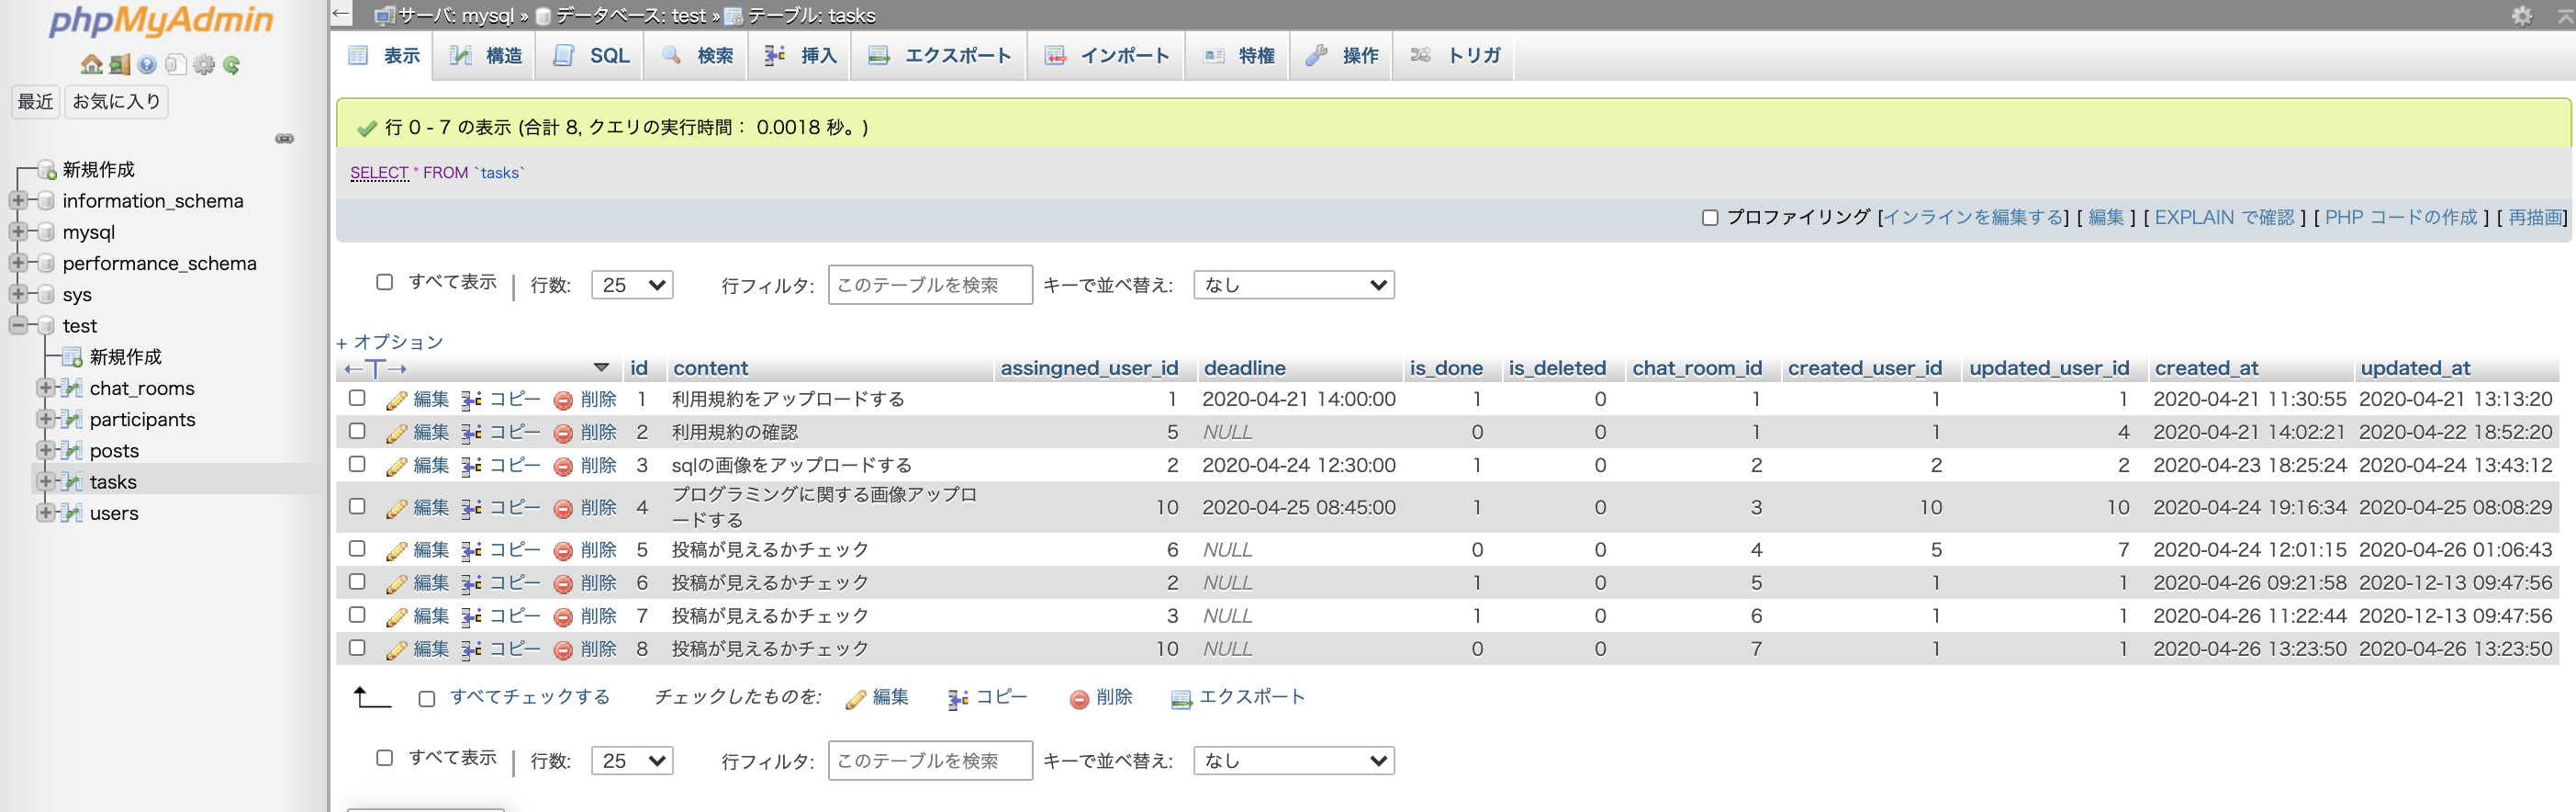 phpMyAdmin
最近 お気に入り
新規作成
information_schema
mysql
performance_schema
sys
test
新規作成
chat_rooms
participants
posts
tasks
users
← サーバ: mysql » データベース: test » テーブル: tasks
表示 構造 SQL 検索 挿入 エクスポート インポート 特権 操作 トリガ
行 0 - 7 の表示 (合計 8, クエリの実行時間： 0.0018 秒。)
SELECT * FROM `tasks`
プロファイリング [インラインを編集する] [ 編集 ] [ EXPLAIN で確認 ] [ PHP コードの作成 ] [ 再描画]
すべて表示 | 行数: 25 行フィルタ: このテーブルを検索 キーで並べ替え: なし
+ オプション
←T→ ▼ id content assingned_user_id deadline is_done is_deleted chat_room_id created_user_id updated_user_id created_at updated_at
編集 コピー 削除 1 利用規約をアップロードする 1 2020-04-21 14:00:00 1 0 1 1 1 2020-04-21 11:30:55 2020-04-21 13:13:20
編集 コピー 削除 2 利用規約の確認 5 NULL 0 0 1 1 4 2020-04-21 14:02:21 2020-04-22 18:52:20
編集 コピー 削除 3 sqlの画像をアップロードする 2 2020-04-24 12:30:00 1 0 2 2 2 2020-04-23 18:25:24 2020-04-24 13:43:12
編集 コピー 削除 4 プログラミングに関する画像アップロ
ードする 10 2020-04-25 08:45:00 1 0 3 10 10 2020-04-24 19:16:34 2020-04-25 08:08:29
編集 コピー 削除 5 投稿が見えるかチェック 6 NULL 0 0 4 5 7 2020-04-24 12:01:15 2020-04-26 01:06:43
編集 コピー 削除 6 投稿が見えるかチェック 2 NULL 1 0 5 1 1 2020-04-26 09:21:58 2020-12-13 09:47:56
編集 コピー 削除 7 投稿が見えるかチェック 3 NULL 1 0 6 1 1 2020-04-26 11:22:44 2020-12-13 09:47:56
編集 コピー 削除 8 投稿が見えるかチェック 10 NULL 0 0 7 1 1 2020-04-26 13:23:50 2020-04-26 13:23:50
すべてチェックする チェックしたものを: 編集 コピー 削除 エクスポート
すべて表示 | 行数: 25 行フィルタ: このテーブルを検索 キーで並べ替え: なし